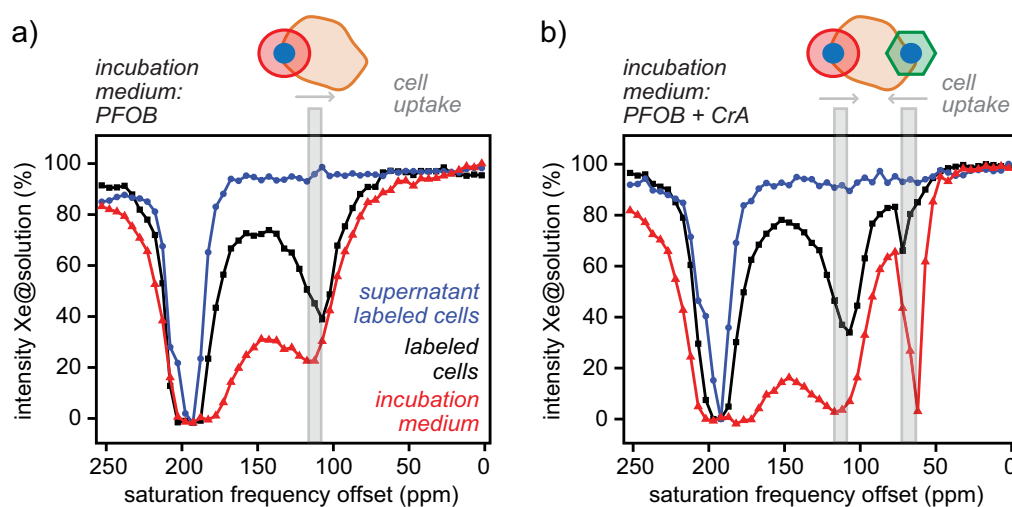 a)
incubation
medium:
PFOB
cell
uptake
intensity Xe@solution (%)
100
80
60
40
20
0
supernatant
labeled cells
labeled
cells
incubation
medium
250
200
150
100
50
0
saturation frequency offset (ppm)
b)
incubation
medium:
PFOB + CrA
cell
uptake
intensity Xe@solution (%)
100
80
60
40
20
0
250
200
150
100
50
0
saturation frequency offset (ppm)